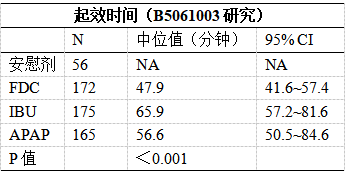 起效时间（B5061003 研究）
N 中位值（分钟） 95% CI
安慰剂 56 NA NA
FDC 172 47.9 41.6~57.4
IBU 175 65.9 57.2~81.6
APAP 165 56.6 50.5~84.6
P 值 ＜0.001